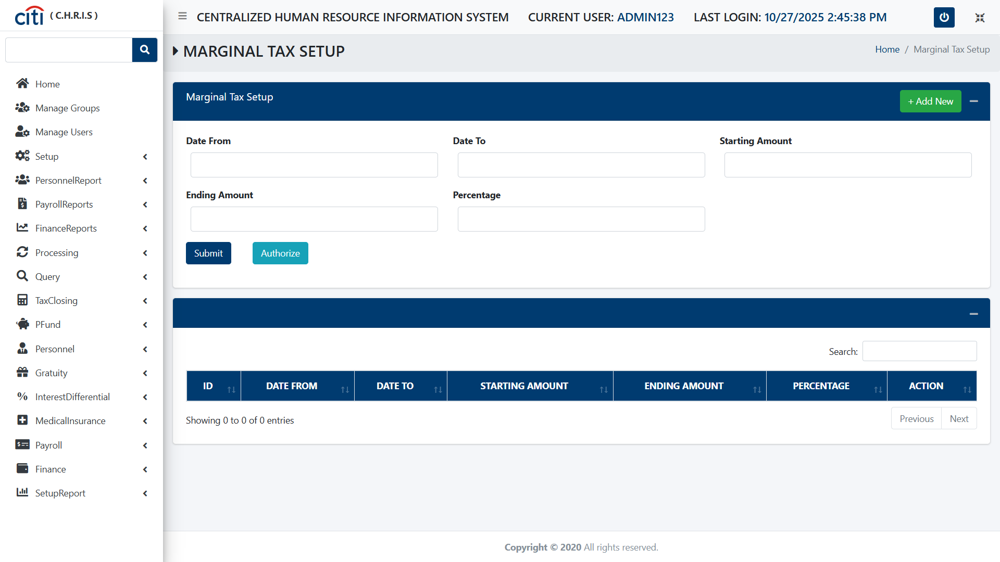 citi ( C.H.R.I.S )
CENTRALIZED HUMAN RESOURCE INFORMATION SYSTEM CURRENT USER: ADMIN123 LAST LOGIN: 10/27/2025 2:45:38 PM
MARGINAL TAX SETUP
Home / Marginal Tax Setup
Home
Manage Groups
Manage Users
Setup
PersonnelReport
PayrollReports
FinanceReports
Processing
Query
TaxClosing
PFund
Personnel
Gratuity
% InterestDifferential
MedicalInsurance
Payroll
Finance
SetupReport
Marginal Tax Setup
+ Add New
Date From Date To Starting Amount
Ending Amount Percentage
Submit Authorize
Search:
ID DATE FROM DATE TO STARTING AMOUNT ENDING AMOUNT PERCENTAGE ACTION
Showing 0 to 0 of 0 entries
Previous Next
Copyright © 2020 All rights reserved.